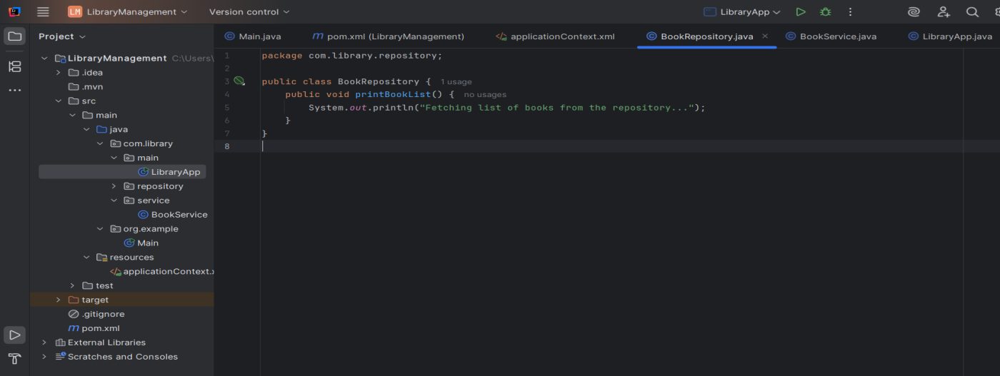 LM LibraryManagement Version control LibraryApp
Project
Main.java pom.xml (LibraryManagement) applicationContext.xml BookRepository.java BookService.java LibraryApp.java
LibraryManagement C:\Users\
.idea
.mvn
src
main
java
com.library
main
LibraryApp
repository
service
BookService
org.example
Main
resources
applicationContext.x
test
target
.gitignore
pom.xml
External Libraries
Scratches and Consoles
1 package com.library.repository;
2
3 public class BookRepository { 1 usage
4 public void printBookList() { no usages
5 System.out.println("Fetching list of books from the repository...");
6 }
7 }
8